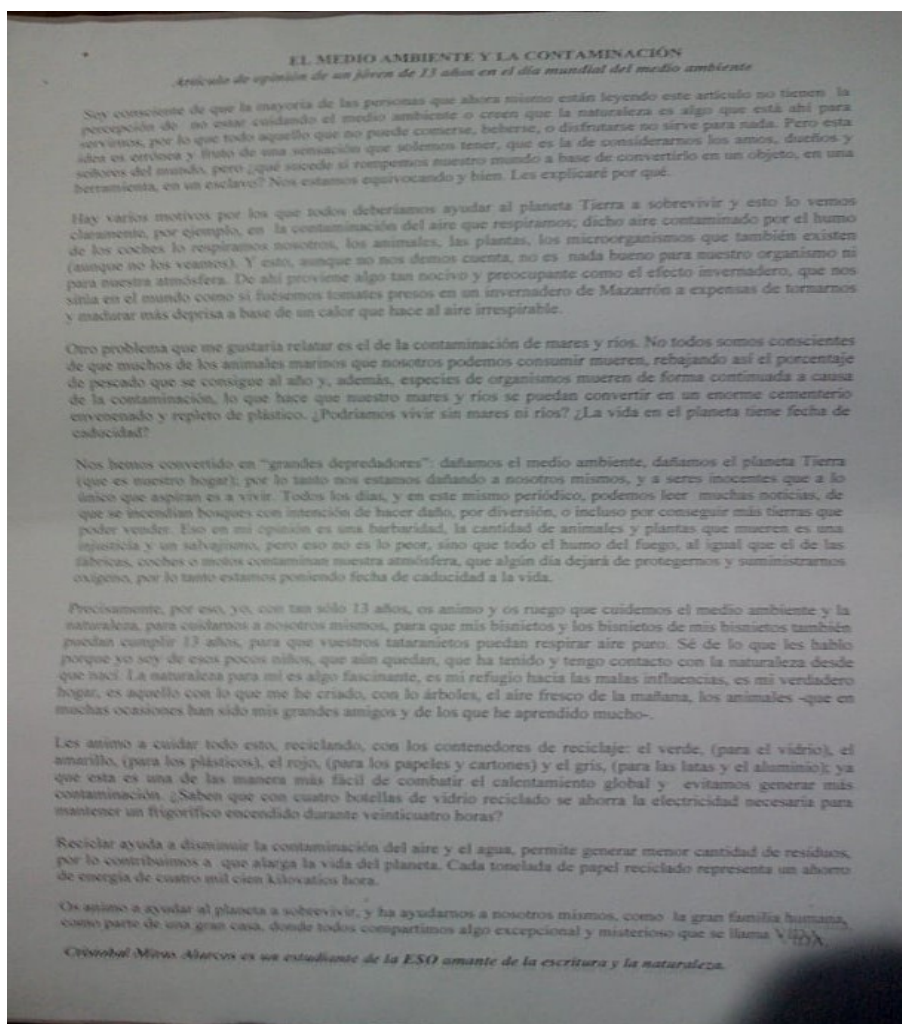 EL MEDIO AMBIENTE Y LA CONTAMINACIÓN
Artículo de opinión de un jóven de 13 años en el día mundial del medio ambiente
Soy consciente de que la mayoría de las personas que ahora mismo están leyendo este artículo no tienen la
percepción de no estar cuidando el medio ambiente o creen que la naturaleza es algo que está ahí para
servirnos, por lo que todo aquello que no puede comerse, beberse, o disfrutarse no sirve para nada. Pero esta
idea es errónea y fruto de una sensación que solemos tener, que es la de considerarnos los amos, dueños y
señores del mundo, pero ¿qué sucede si rompemos nuestro mundo a base de convertirlo en un objeto, en una
herramienta, en un esclavo? Nos estamos equivocando y bien. Les explicaré por qué.
Hay varios motivos por los que todos deberíamos ayudar al planeta Tierra a sobrevivir y esto lo vemos
claramente, por ejemplo, en la contaminación del aire que respiramos; dicho aire contaminado por el humo
de los coches lo respiramos nosotros, los animales, las plantas, los microorganismos que también existen
(aunque no los veamos). Y esto, aunque no nos demos cuenta, no es nada bueno para nuestro organismo ni
para nuestra atmósfera. De ahí proviene algo tan nocivo y preocupante como el efecto invernadero, que nos
sitúa en el mundo como si fuésemos tomates presos en un invernadero de Mazarrón a expensas de tornarnos
y madurar más deprisa a base de un calor que hace al aire irrespirable.
Otro problema que me gustaría relatar es el de la contaminación de mares y ríos. No todos somos conscientes
de que muchos de los animales marinos que nosotros podemos consumir mueren, rebajando así el porcentaje
de pescado que se consigue al año y, además, especies de organismos mueren de forma continuada a causa
de la contaminación, lo que hace que nuestro mares y ríos se puedan convertir en un enorme cementerio
envenenado y repleto de plástico. ¿Podríamos vivir sin mares ni ríos? ¿La vida en el planeta tiene fecha de
caducidad?
Nos hemos convertido en “grandes depredadores”: dañamos el medio ambiente, dañamos el planeta Tierra
(que es nuestro hogar); por lo tanto nos estamos dañando a nosotros mismos, y a seres inocentes que a lo
único que aspiran es a vivir. Todos los días, y en este mismo periódico, podemos leer muchas noticias, de
que se incendian bosques con intención de hacer daño, por diversión, o incluso por conseguir más tierras que
poder vender. Eso en mi opinión es una barbaridad, la cantidad de animales y plantas que mueren es una
injusticia y un salvajismo, pero eso no es lo peor, sino que todo el humo del fuego, al igual que el de las
fábricas, coches o motos contaminan nuestra atmósfera, que algún día dejará de protegernos y suministrarnos
oxígeno, por lo tanto estamos poniendo fecha de caducidad a la vida.
Precisamente, por eso, yo, con tan sólo 13 años, os animo y os ruego que cuidemos el medio ambiente y la
naturaleza, para cuidarnos a nosotros mismos, para que mis bisnietos y los bisnietos de mis bisnietos también
puedan cumplir 13 años, para que vuestros tataranietos puedan respirar aire puro. Sé de lo que les hablo
porque yo soy de esos pocos niños, que aún quedan, que ha tenido y tengo contacto con la naturaleza desde
que nací. La naturaleza para mí es algo fascinante, es mi refugio hacia las malas influencias, es mi verdadero
hogar, es aquello con lo que me he criado, con lo árboles, el aire fresco de la mañana, los animales -que en
muchas ocasiones han sido mis grandes amigos y de los que he aprendido mucho-.
Les animo a cuidar todo esto, reciclando, con los contenedores de reciclaje: el verde, (para el vidrio), el
amarillo, (para los plásticos), el rojo, (para los papeles y cartones) y el gris, (para las latas y el aluminio); ya
que esta es una de las manera más fácil de combatir el calentamiento global y evitamos generar más
contaminación. ¿Saben que con cuatro botellas de vidrio reciclado se ahorra la electricidad necesaria para
mantener un frigorífico encendido durante veinticuatro horas?
Reciclar ayuda a disminuir la contaminación del aire y el agua, permite generar menor cantidad de residuos,
por lo contribuimos a que alarga la vida del planeta. Cada tonelada de papel reciclado representa un ahorro
de energía de cuatro mil cien kilovatios hora.
Os animo a ayudar al planeta a sobrevivir, y ha ayudarnos a nosotros mismos, como la gran familia humana,
como parte de una gran casa, donde todos compartimos algo excepcional y misterioso que se llama VIDA.
Cristobal es un estudiante de la ESO amante de la escritura y la naturaleza.